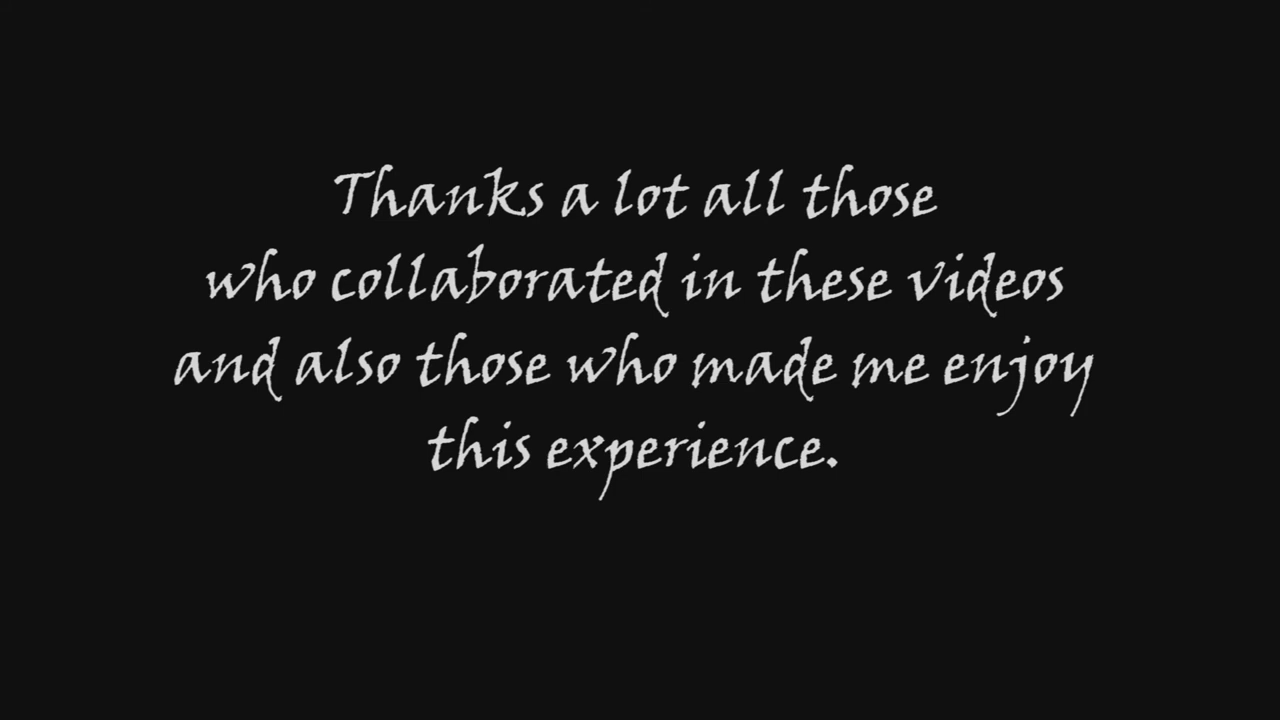 Thanks a lot all those
who collaborated in these videos
and also those who made me enjoy
this experience.